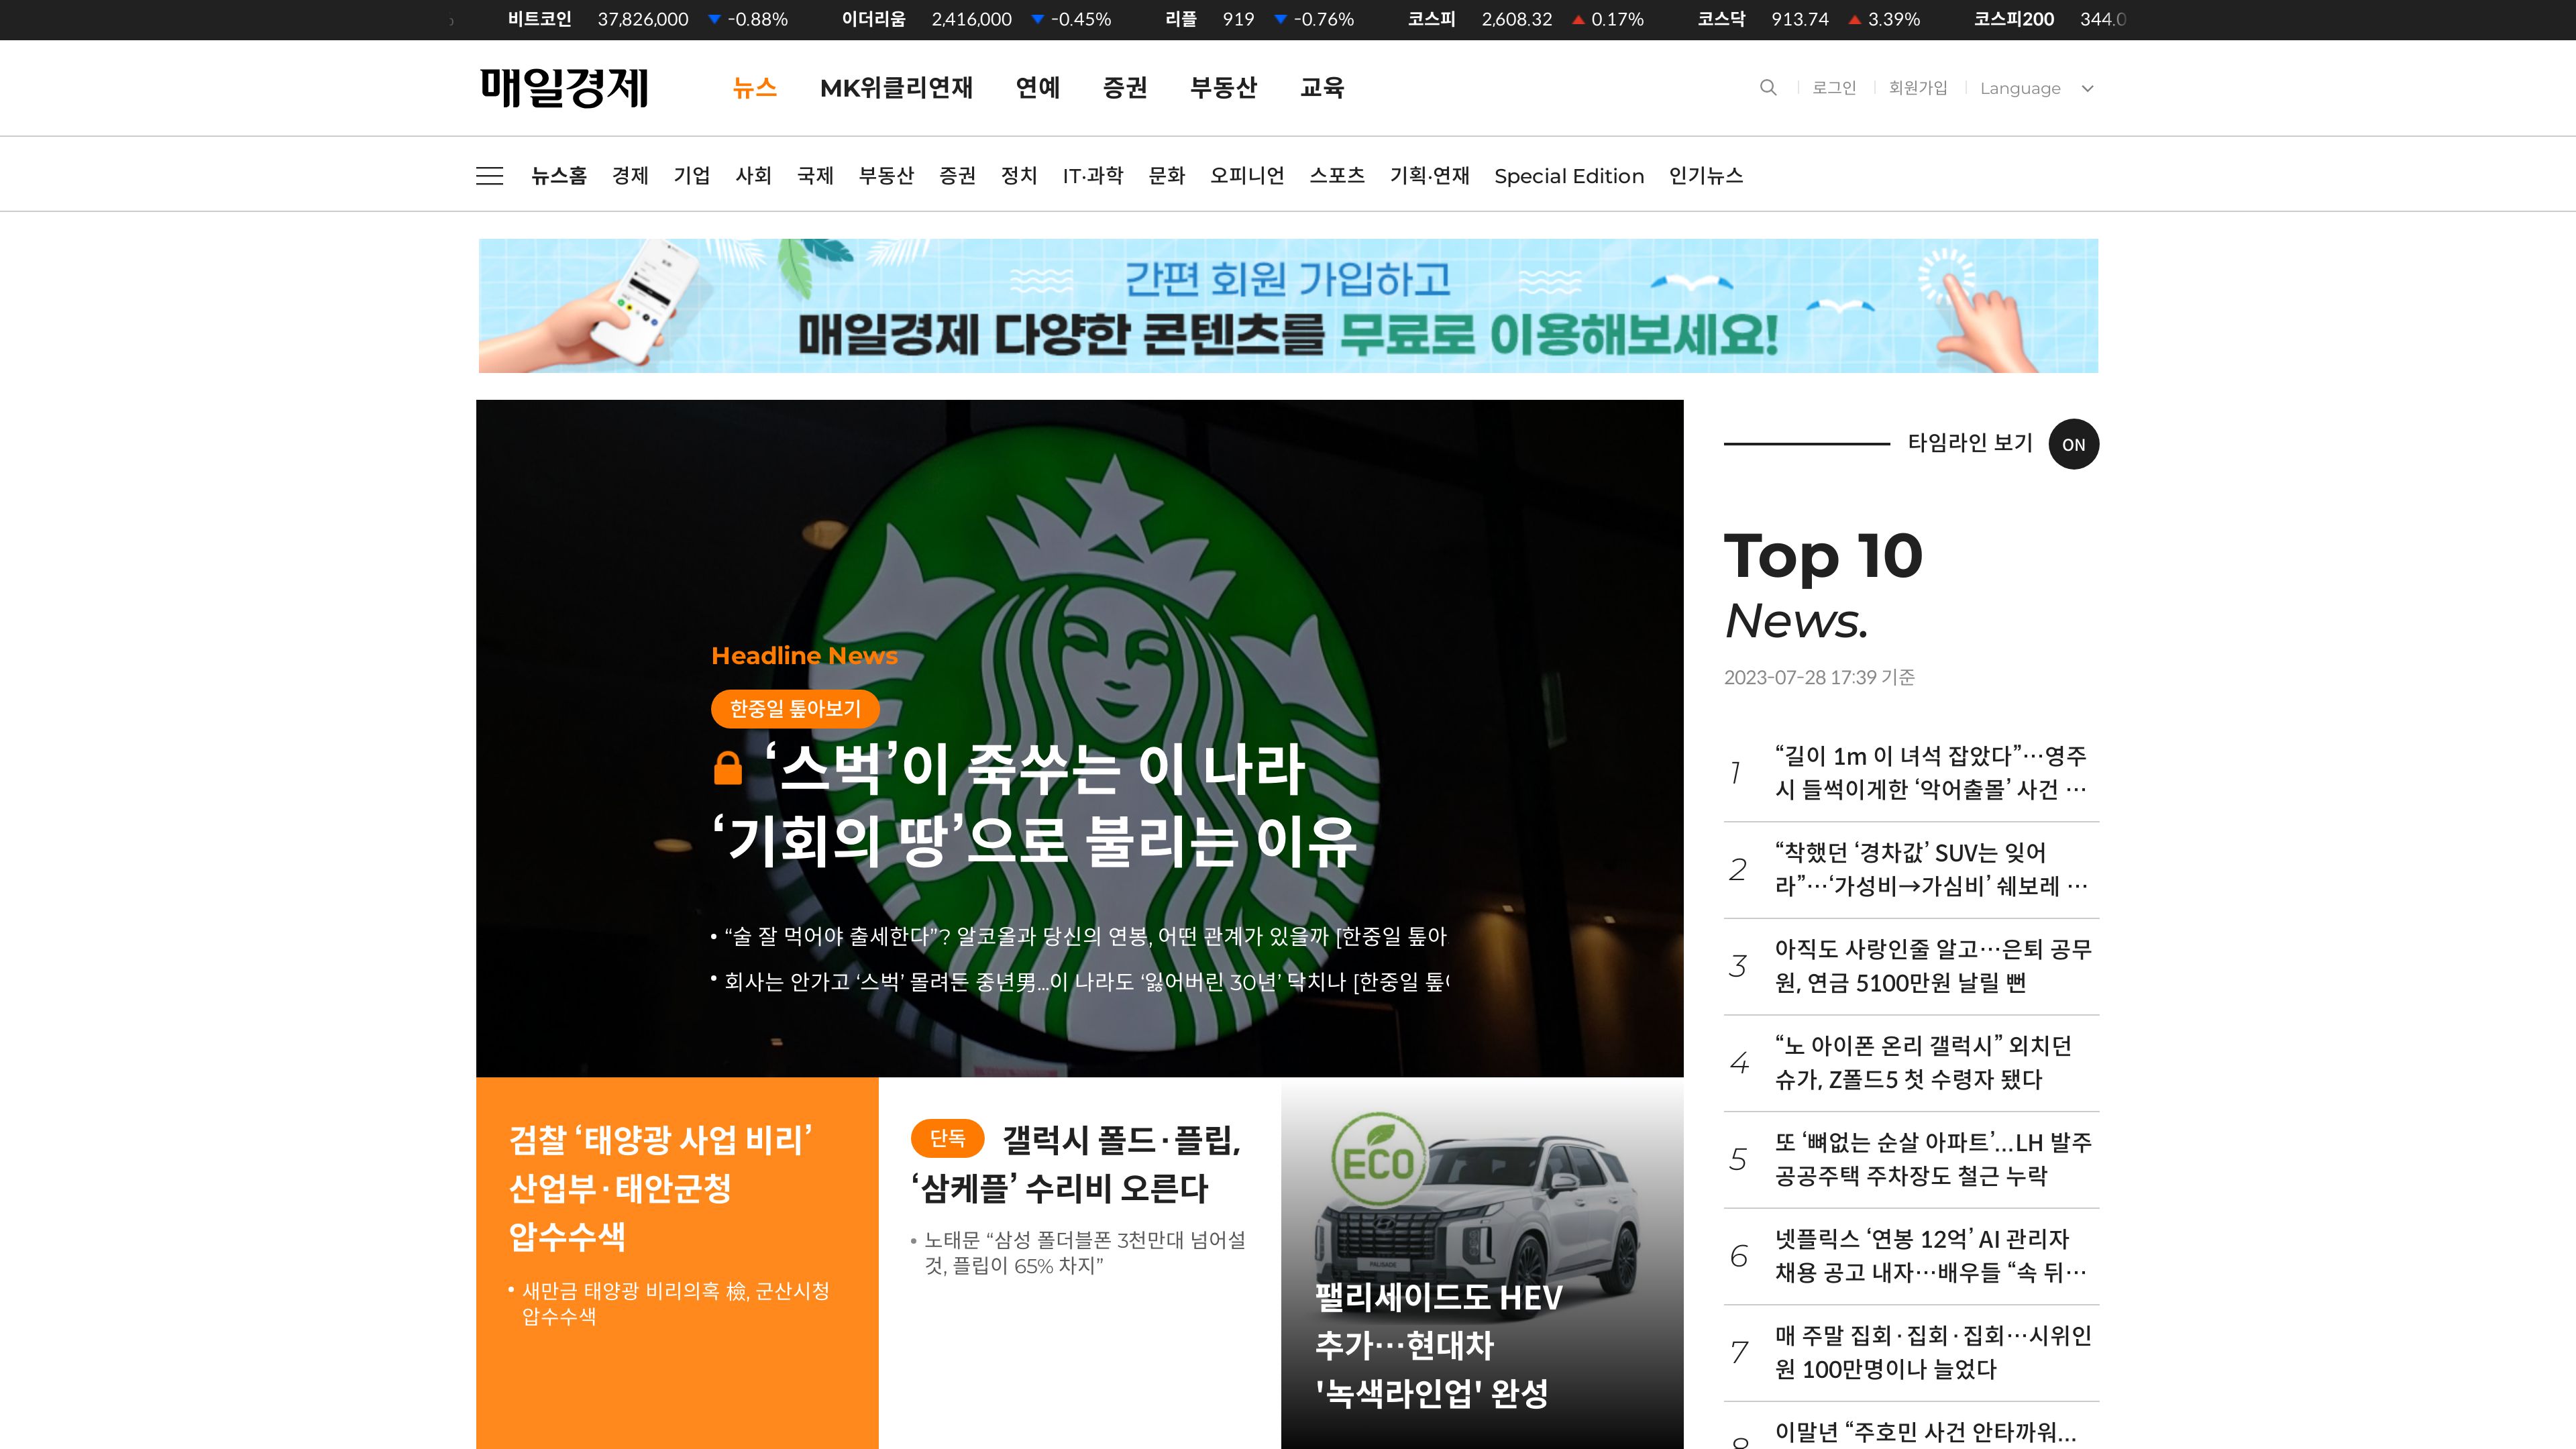 비트코인 37,826,000 ▼ -0.88% 이더리움 2,416,000 ▼ -0.45% 리플 919 ▼ -0.76% 코스피 2,608.32 ▲ 0.17% 코스닥 913.74 ▲ 3.39% 코스피200 344.0
매일경제 뉴스 MK위클리연재 연예 증권 부동산 교육 로그인 회원가입 Language
뉴스홈 경제 기업 사회 국제 부동산 증권 정치 IT·과학 문화 오피니언 스포츠 기획·연재 Special Edition 인기뉴스
간편 회원 가입하고
매일경제 다양한 콘텐츠를 무료로 이용해보세요!
Headline News
한중일 톺아보기
‘스벅’이 죽쑤는 이 나라
‘기회의 땅’으로 불리는 이유
• “술 잘 먹어야 출세한다”? 알코올과 당신의 연봉, 어떤 관계가 있을까 [한중일 톺아
• 회사는 안가고 ‘스벅’ 몰려든 중년男...이 나라도 ‘잃어버린 30년’ 닥치나 [한중일
검찰 ‘태양광 사업 비리’
산업부·태안군청
압수수색
• 새만금 태양광 비리의혹 檢, 군산시청
압수수색
단독 갤럭시 폴드·플립,
‘삼케플’ 수리비 오른다
• 노태문 “삼성 폴더블폰 3천만대 넘어설
것, 플립이 65% 차지”
ECO
PALISADE
팰리세이드도 HEV
추가…현대차
'녹색라인업' 완성
타임라인 보기 ON
Top 10
News.
2023-07-28 17:39 기준
1 “길이 1m 이 녀석 잡았다”…영주
시 들썩이게한 ‘악어출몰’ 사건 …
2 “착했던 ‘경차값’ SUV는 잊어
라”…‘가성비→가심비’ 쉐보레 …
3 아직도 사랑인줄 알고…은퇴 공무
원, 연금 5100만원 날릴 뻔
4 “노 아이폰 온리 갤럭시” 외치던
슈가, Z폴드5 첫 수령자 됐다
5 또 ‘뼈없는 순살 아파트’...LH 발주
공공주택 주차장도 철근 누락
6 넷플릭스 ‘연봉 12억’ AI 관리자
채용 공고 내자…배우들 “속 뒤…
7 매 주말 집회·집회·집회…시위인
원 100만명이나 늘었다
8 이말년 “주호민 사건 안타까워...